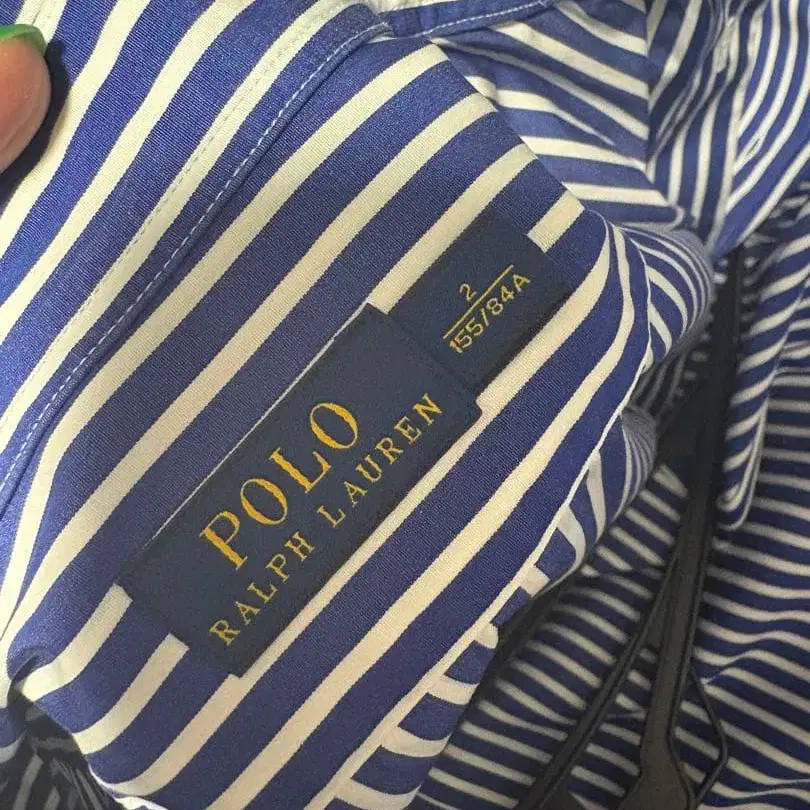 POLO
RALPH LAUREN
2
155/84A